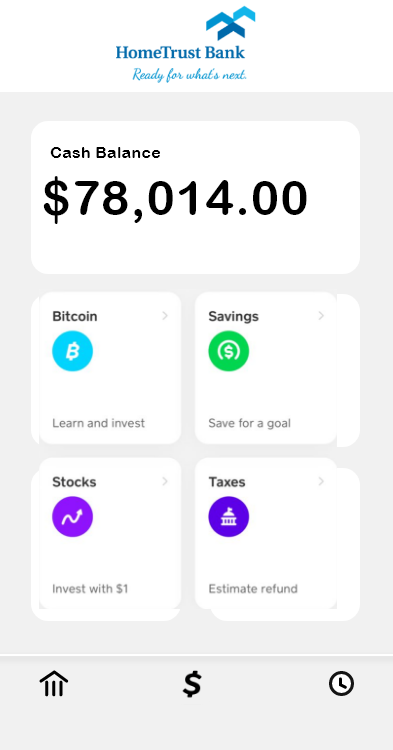 HomeTrust Bank
Ready for what's next.
Cash Balance
$78,014.00
Bitcoin
Learn and invest
Savings
Save for a goal
Stocks
Invest with $1
Taxes
Estimate refund